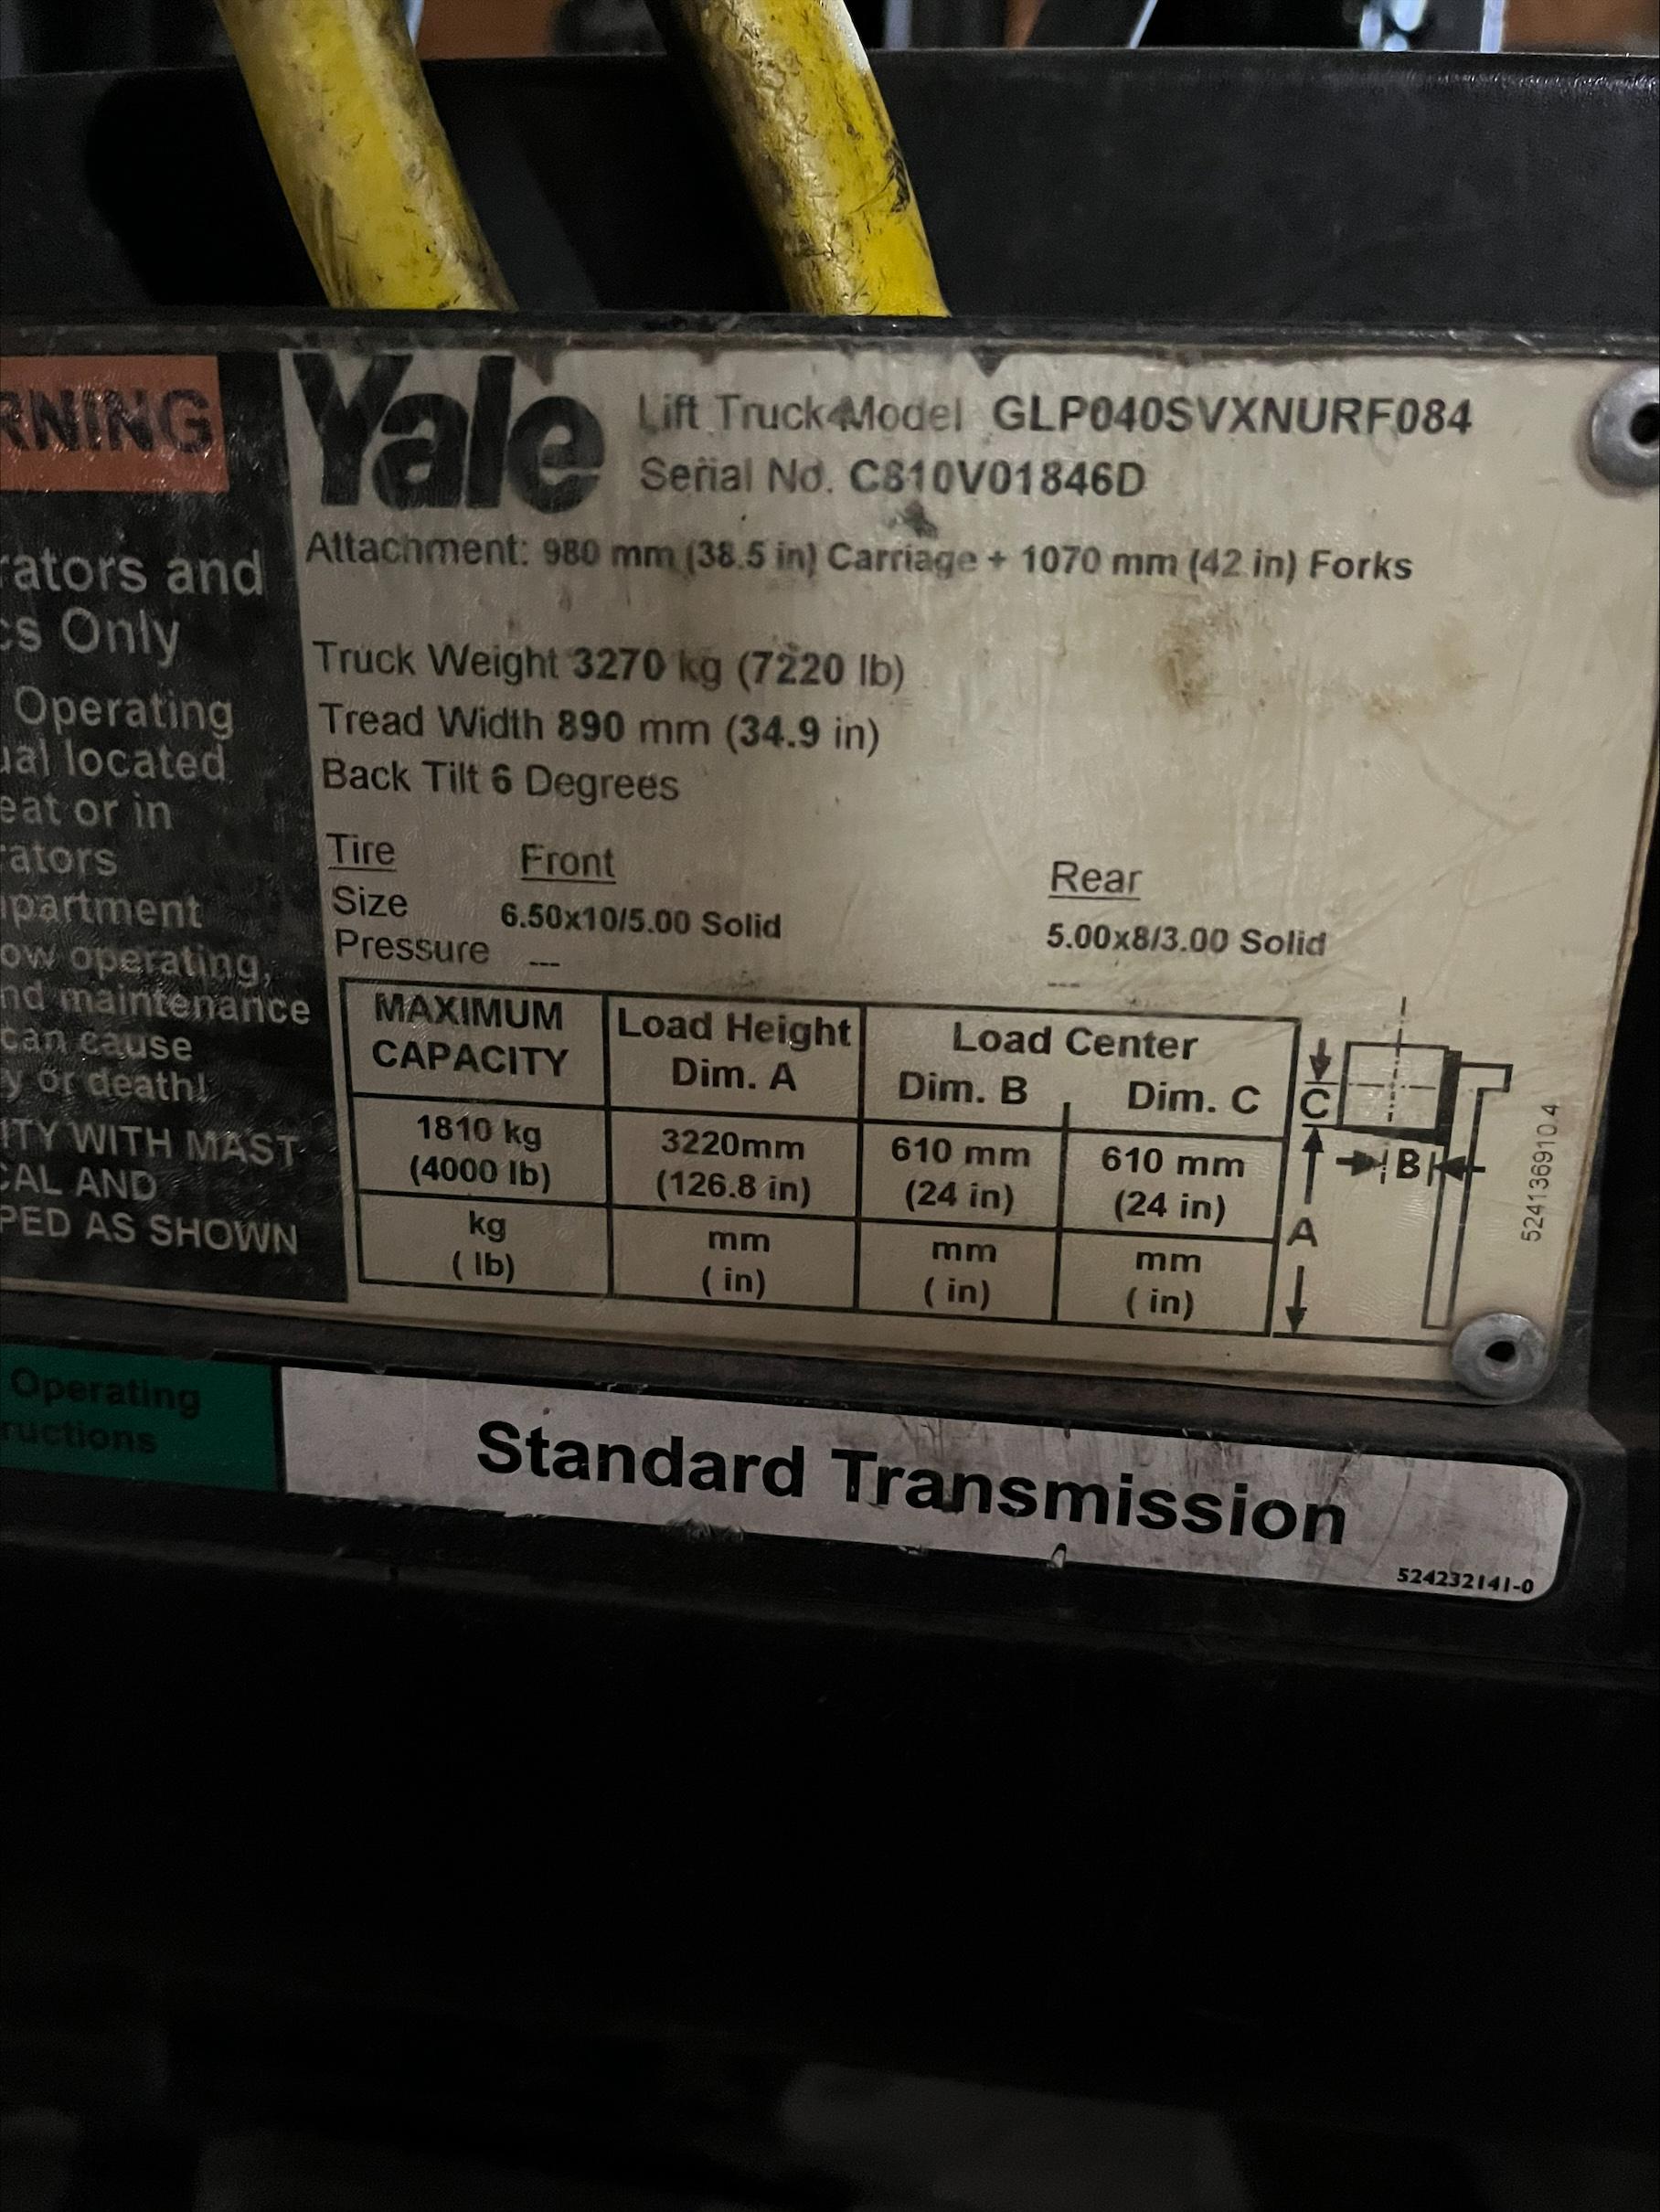 RNING
rators and
cs Only
Operating
ual located
eat or in
rators
partment
ow operating,
nd maintenance
can cause
y or death!
ITY WITH MAST
CAL AND
PED AS SHOWN
Yale
Lift Truck Model GLP040SVXNURF084
Serial No. C810V01846D
Attachment: 980 mm (38.5 in) Carriage + 1070 mm (42 in) Forks
Truck Weight 3270 kg (7220 lb)
Tread Width 890 mm (34.9 in)
Back Tilt 6 Degrees
Tire Front Rear
Size 6.50x10/5.00 Solid 5.00x8/3.00 Solid
Pressure --- ---
MAXIMUM CAPACITY Load Height Dim. A Load Center
Dim. B Dim. C
1810 kg 3220mm 610 mm 610 mm
(4000 lb) (126.8 in) (24 in) (24 in)
kg mm mm mm
( lb) ( in) ( in) ( in)
C
B
A
524136910.4
Operating
ructions
Standard Transmission
524232141-0